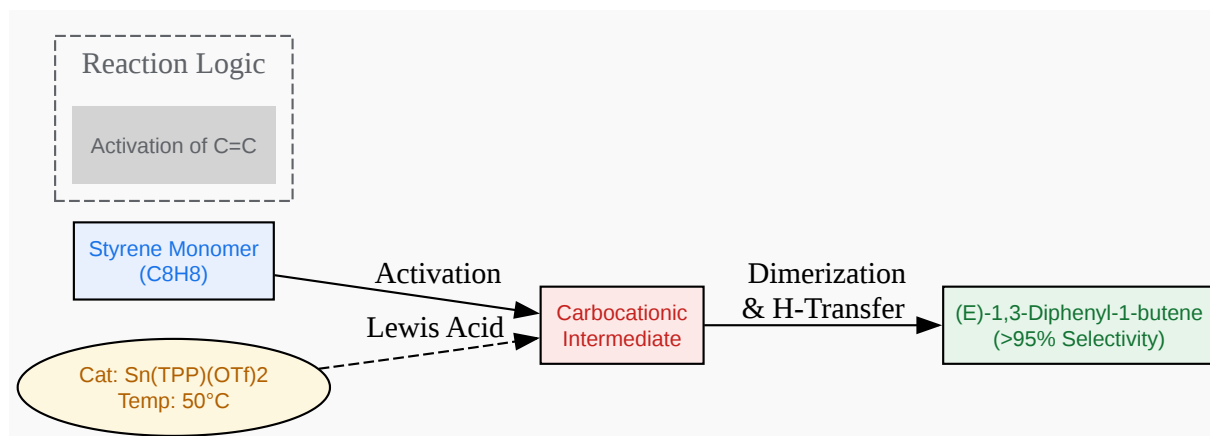 Reaction Logic
Activation of C=C
Styrene Monomer
(C8H8)
Activation
Lewis Acid
Cat: Sn(TPP)(OTf)2
Temp: 50°C
Carbocationic
Intermediate
Dimerization
& H-Transfer
(E)-1,3-Diphenyl-1-butene
(>95% Selectivity)